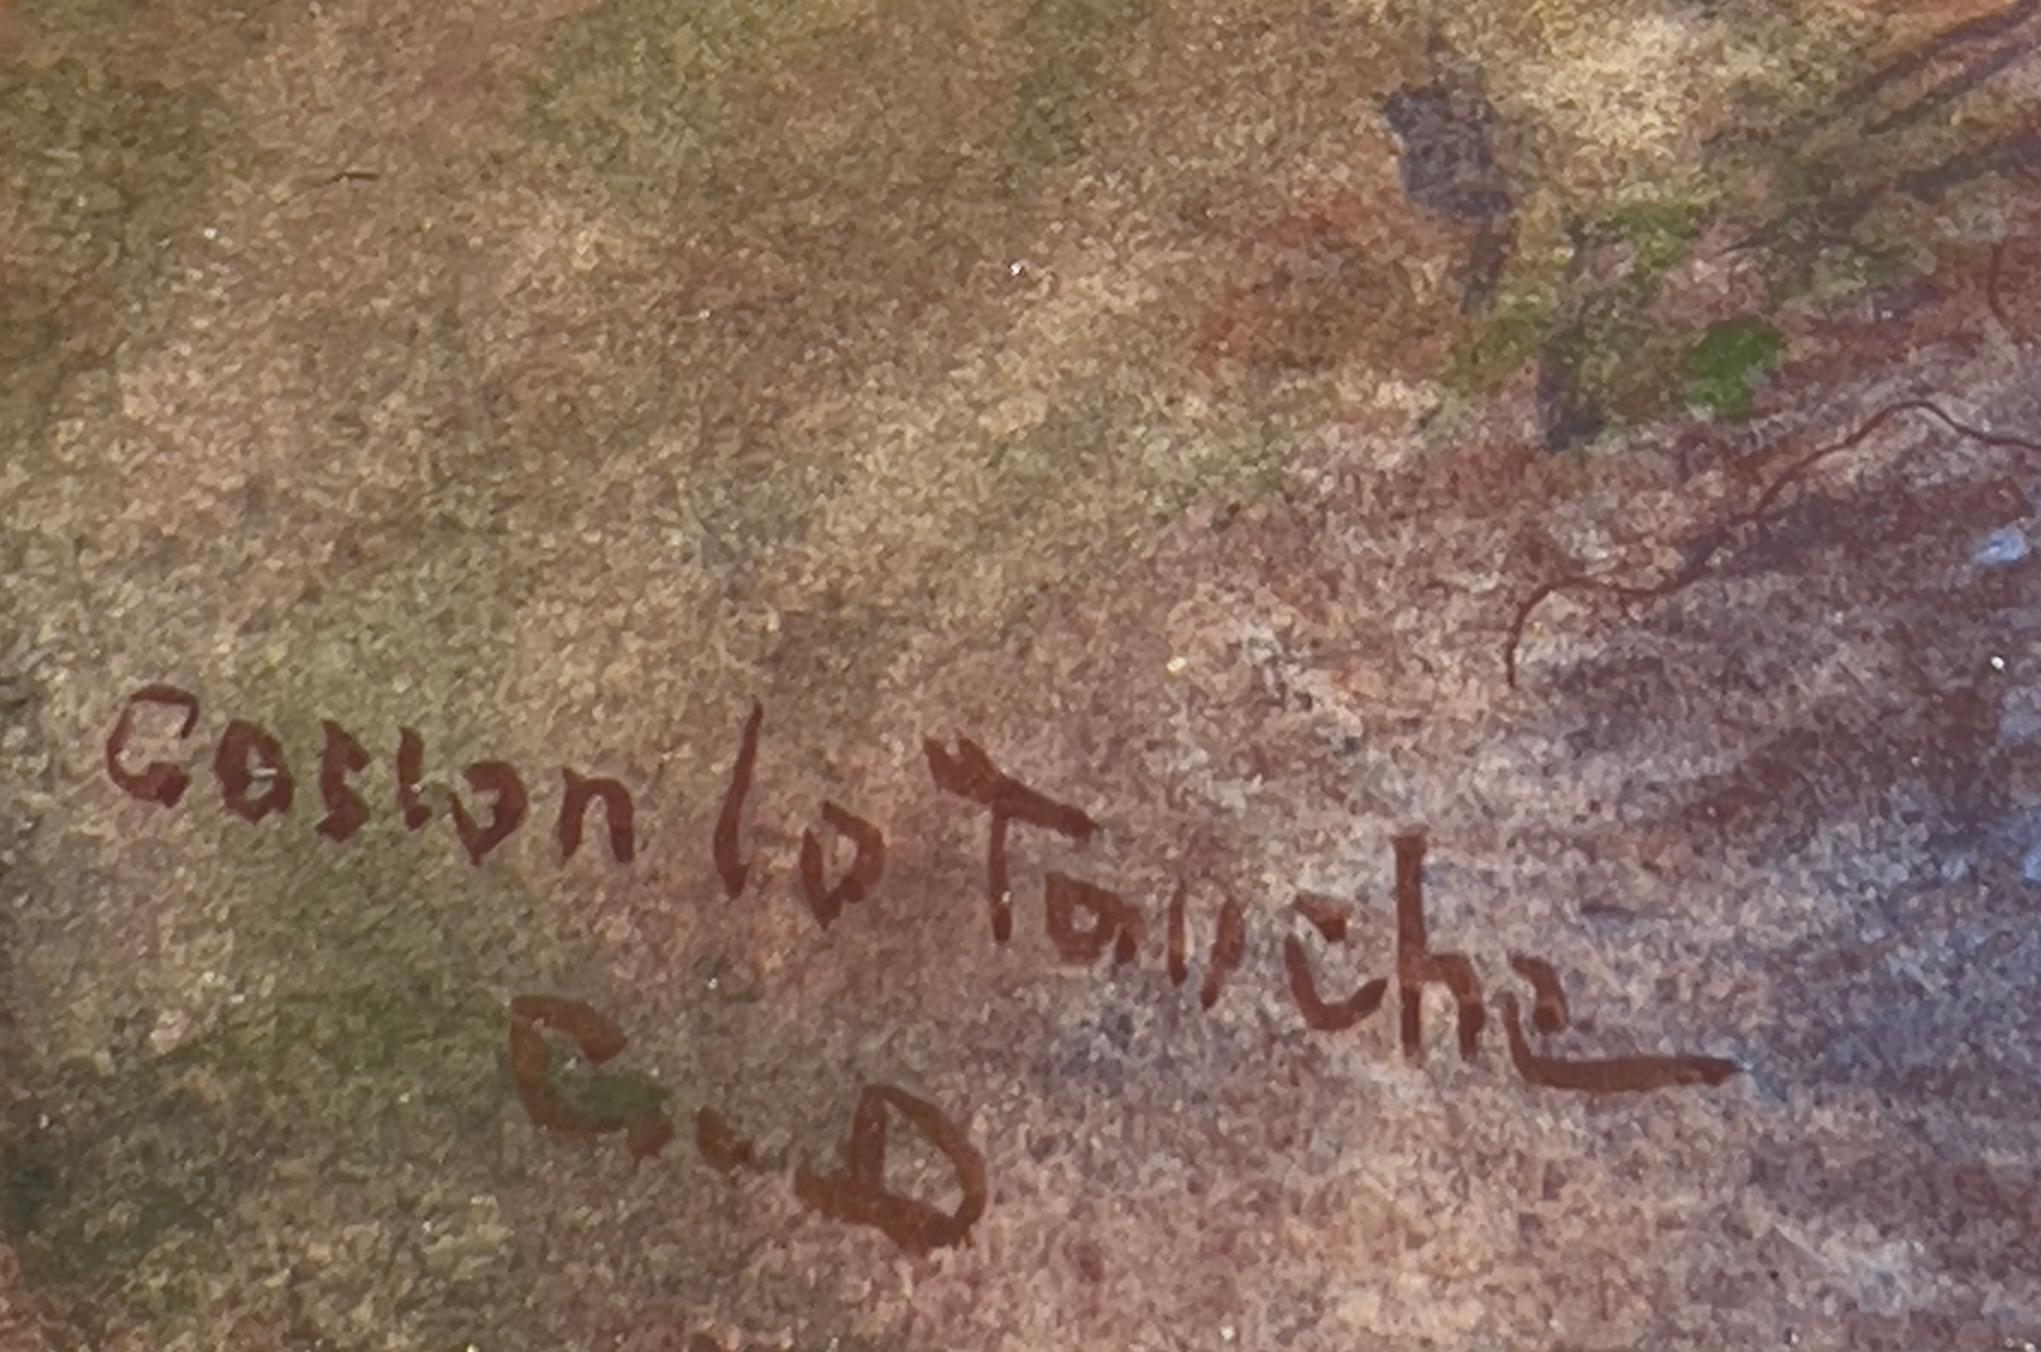 Gaston La Touche
G..D